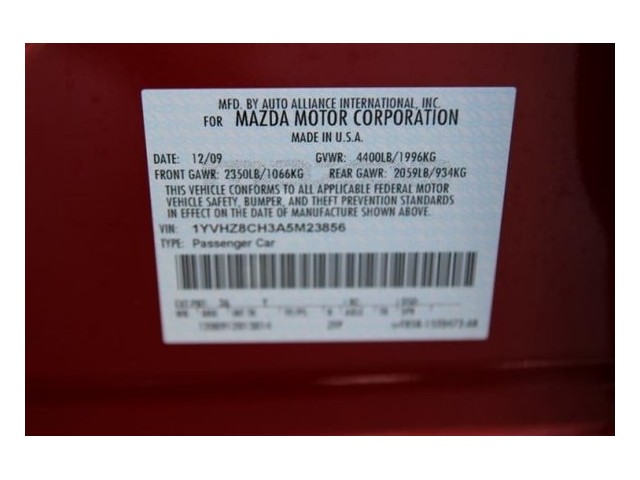 MFD. BY AUTO ALLIANCE INTERNATIONAL, INC.
FOR MAZDA MOTOR CORPORATION
MADE IN U.S.A.
DATE: 12/09 GVWR: 4400LB/1996KG
FRONT GAWR: 2350LB/1066KG REAR GAWR: 2059LB/934KG
THIS VEHICLE CONFORMS TO ALL APPLICABLE FEDERAL MOTOR
VEHICLE SAFETY, BUMPER, AND THEFT PREVENTION STANDARDS
IN EFFECT ON THE DATE OF MANUFACTURE SHOWN ABOVE.
VIN: 1YVHZ8CH3A5M23856
TYPE: Passenger Car